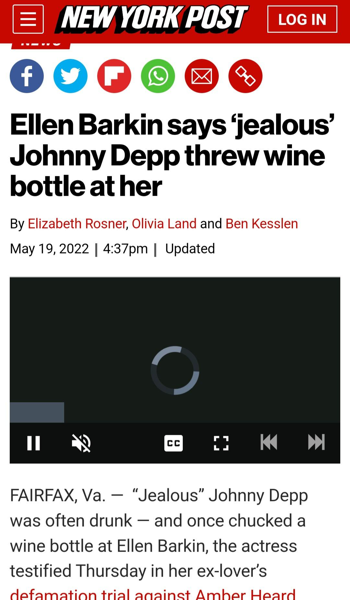 NEW YORK POST
LOG IN
NEWS
Ellen Barkin says ‘jealous’
Johnny Depp threw wine
bottle at her
By Elizabeth Rosner, Olivia Land and Ben Kesslen
May 19, 2022 | 4:37pm | Updated
CC
FAIRFAX, Va. — “Jealous” Johnny Depp
was often drunk — and once chucked a
wine bottle at Ellen Barkin, the actress
testified Thursday in her ex-lover’s
defamation trial against Amber Heard